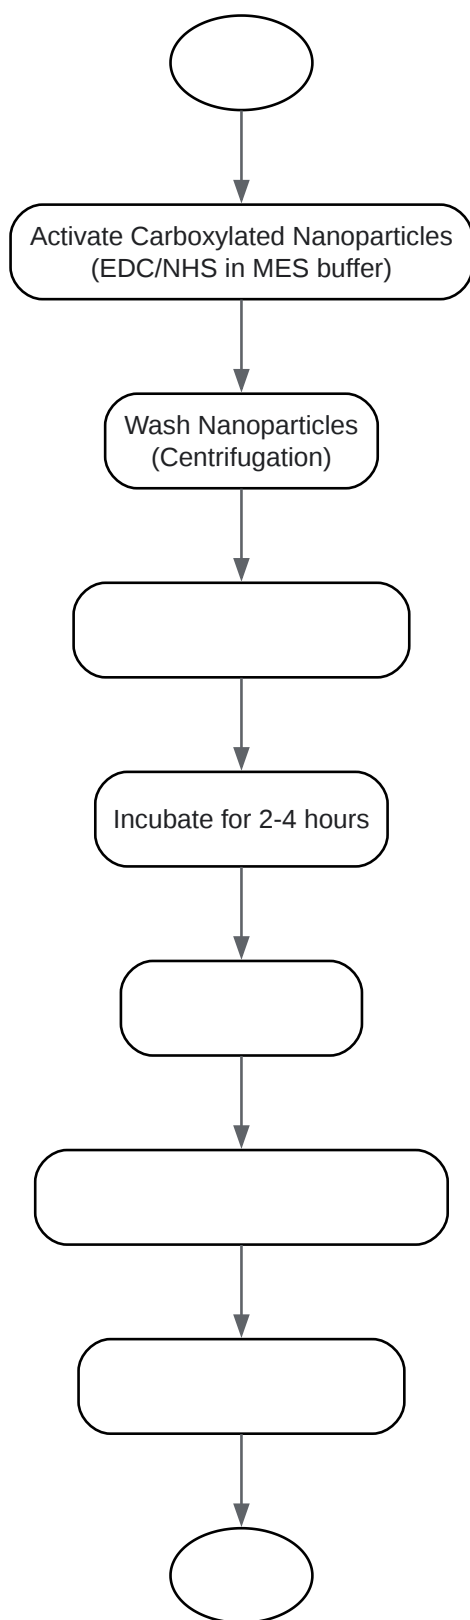 Activate Carboxylated Nanoparticles
(EDC/NHS in MES buffer)
Wash Nanoparticles
(Centrifugation)
Incubate for 2-4 hours